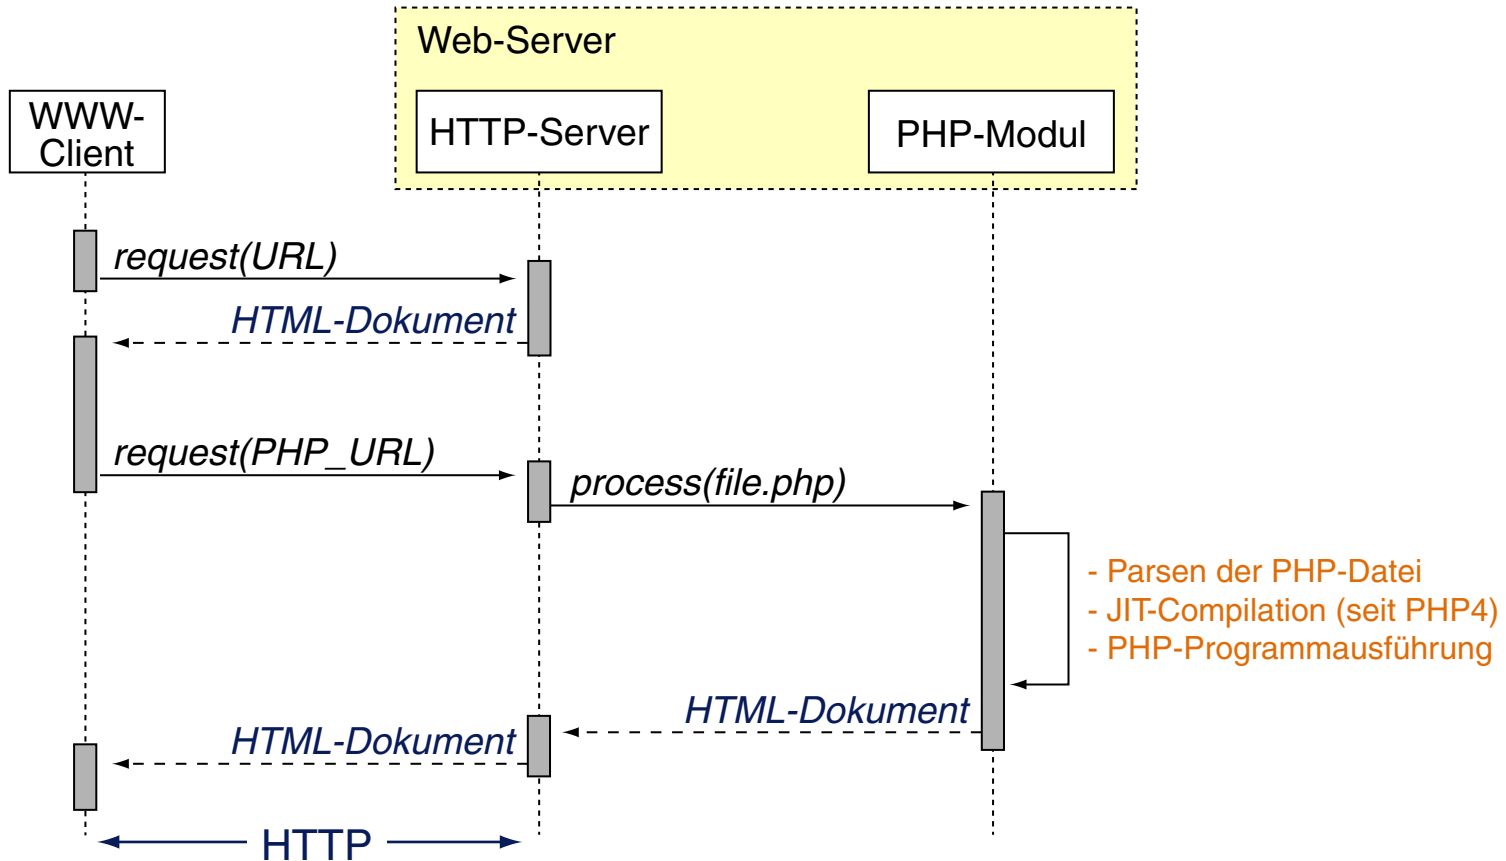 Web-Server
WWW-
Client
HTTP-Server
PHP-Modul
request(URL)
HTML-Dokument
request(PHP_URL)
process(file.php)
- Parsen der PHP-Datei
- JIT-Compilation (seit PHP4)
- PHP-Programmausführung
HTML-Dokument
HTML-Dokument
HTTP